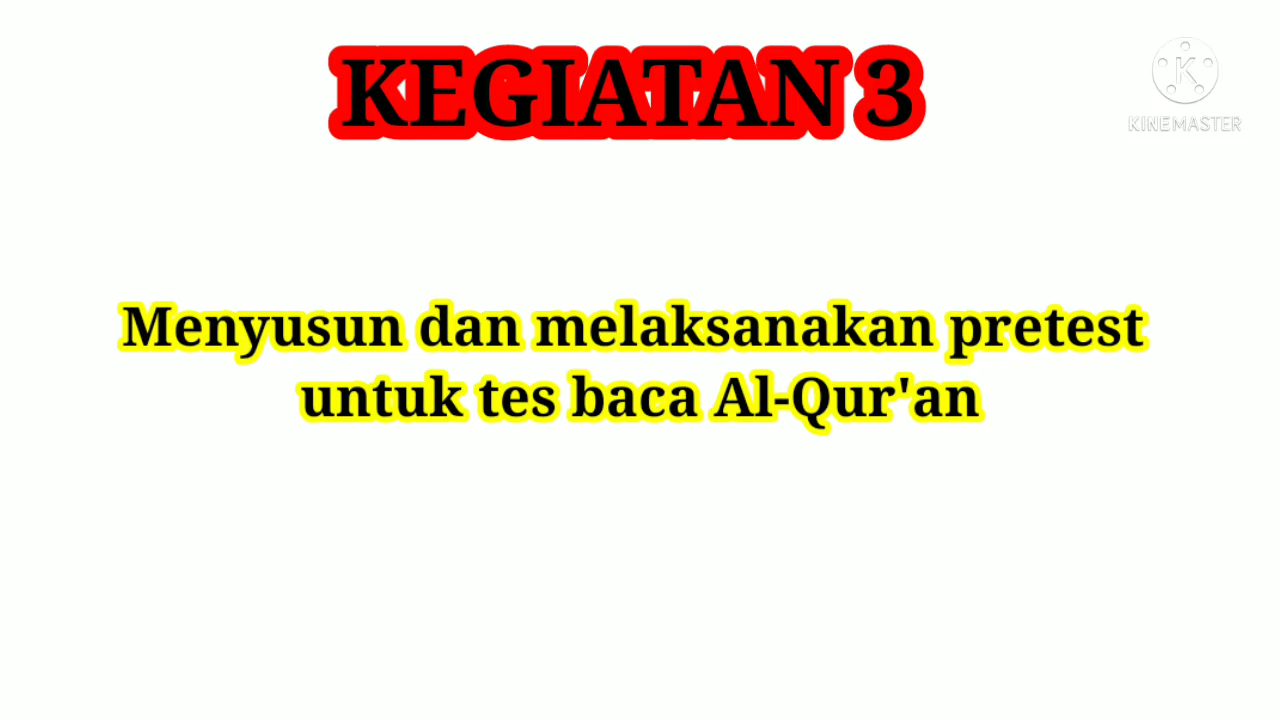 KEGIATAN 3
K
KINEMASTER
Menyusun dan melaksanakan pretest
untuk tes baca Al-Qur'an